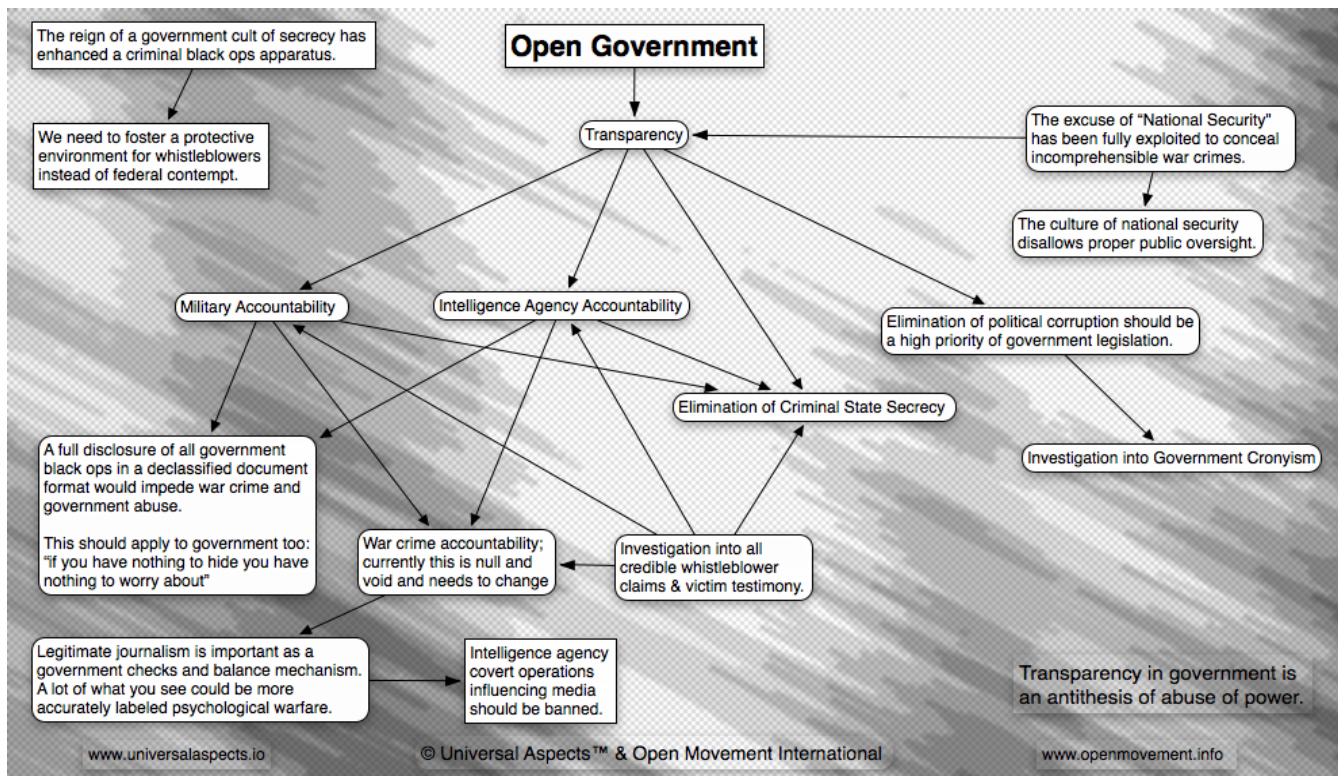 The reign of a government cult of secrecy has
enhanced a criminal black ops apparatus.
Open Government
We need to foster a protective
environment for whistleblowers
instead of federal contempt.
Transparency
The excuse of “National Security”
has been fully exploited to conceal
incomprehensible war crimes.
The culture of national security
disallows proper public oversight.
Military Accountability
Intelligence Agency Accountability
Elimination of political corruption should be
a high priority of government legislation.
Elimination of Criminal State Secrecy
Investigation into Government Cronyism
A full disclosure of all government
black ops in a declassified document
format would impede war crime and
government abuse.
This should apply to government too:
“if you have nothing to hide you have
nothing to worry about”
War crime accountability;
currently this is null and
void and needs to change
Investigation into all
credible whistleblower
claims & victim testimony.
Legitimate journalism is important as a
government checks and balance mechanism.
A lot of what you see could be more
accurately labeled psychological warfare.
Intelligence agency
covert operations
influencing media
should be banned.
Transparency in government is
an antithesis of abuse of power.
www.universalaspects.io
© Universal Aspects™ & Open Movement International
www.openmovement.info